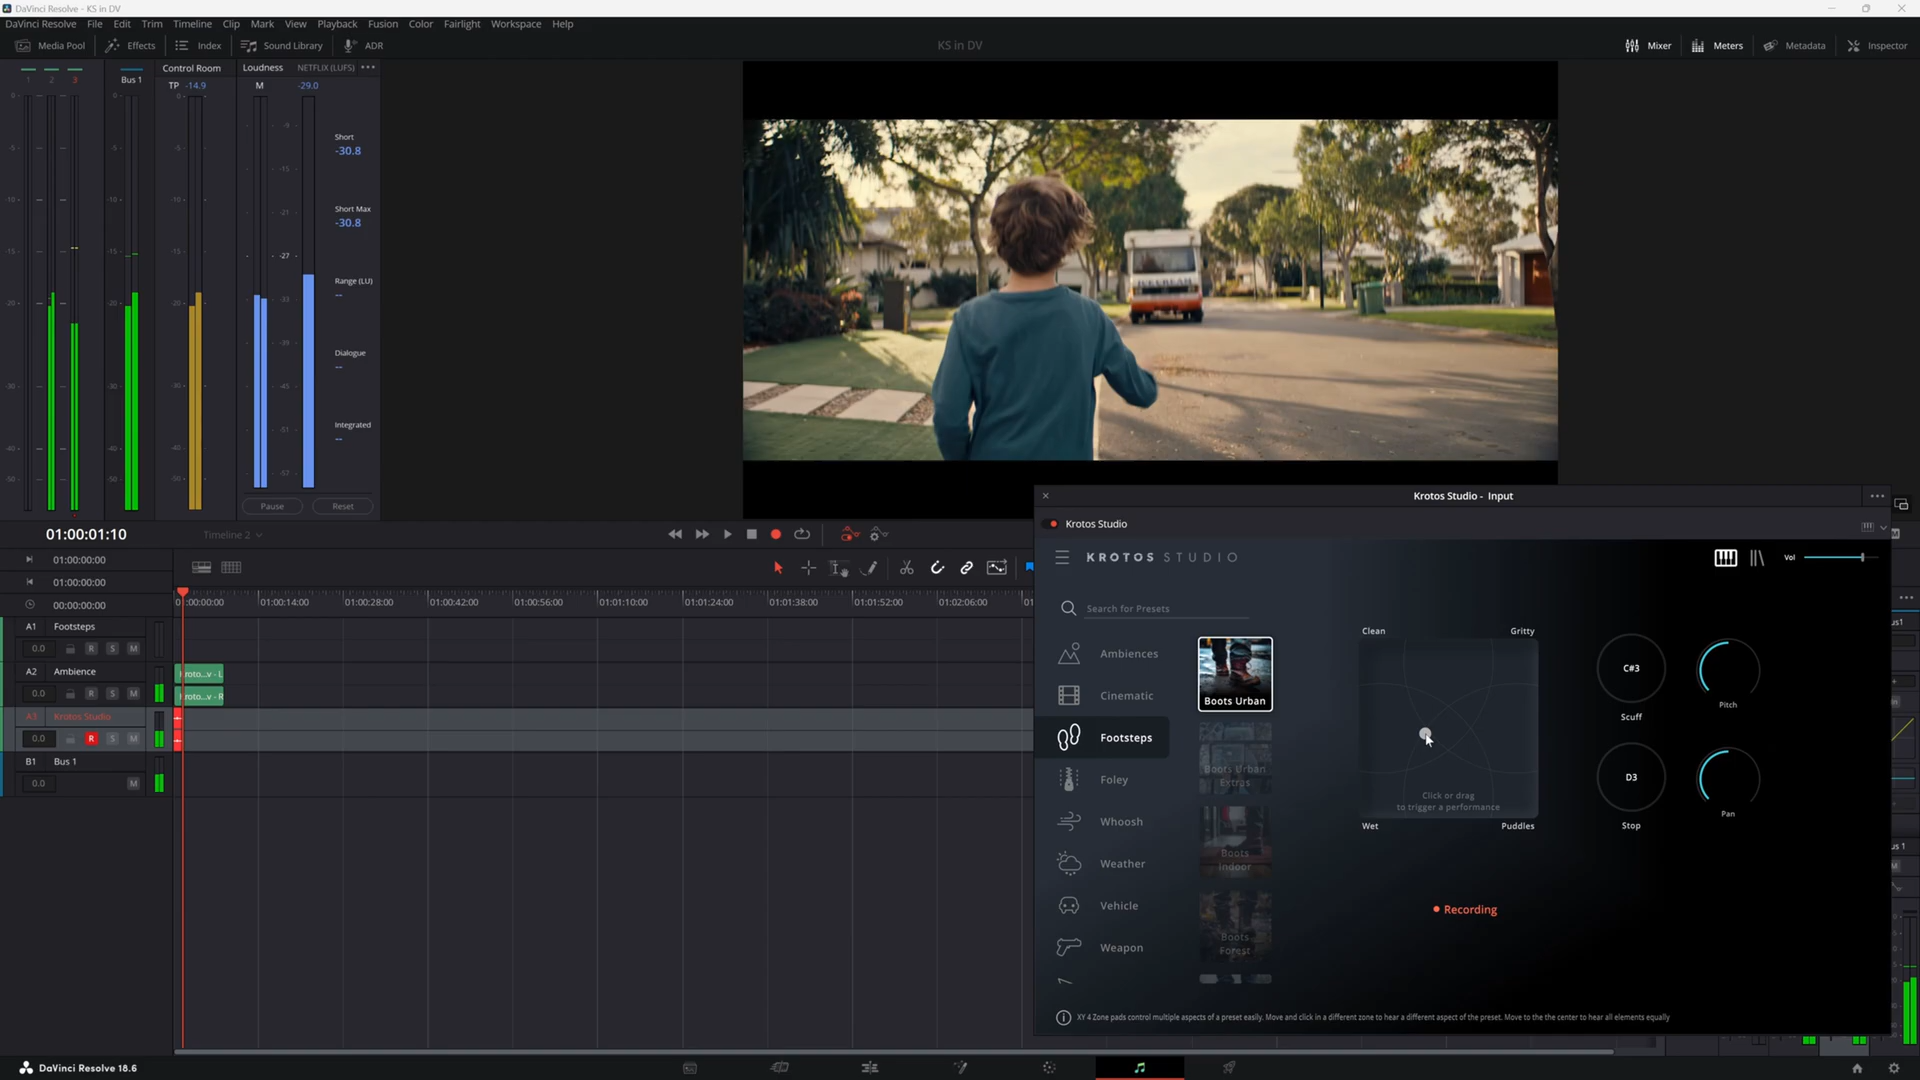 DaVinci Resolve - KS in DV
DaVinci Resolve File Edit Trim Timeline Clip Mark View Playback Fusion Color Fairlight Workspace Help
Media Pool Effects Index Sound Library ADR
KS in DV
Mixer Meters Metadata Inspector
1 2 3
Bus 1
Control Room
TP -14.9
Loudness NETFLIX (LUFS)
M -29.0
Short
-30.8
Short Max
-30.8
-27
Range (LU)
--
Dialogue
--
Integrated
--
Pause Reset
ICECREAM
01:00:01:10
Timeline 2
01:00:00:00
01:00:00:00
00:00:00:00
01:00:14:00 01:00:28:00 01:00:42:00 01:00:56:00 01:01:10:00 01:01:24:00 01:01:38:00 01:01:52:00 01:02:06:00
A1 Footsteps
0.0 R S M
A2 Ambience
0.0 R S M
Kroto...v - L
Kroto...v - R
A3 Krotos Studio
0.0 R S M
B1 Bus 1
0.0 M
Krotos Studio - Input
Krotos Studio
KROTOS STUDIO
Vol
Search for Presets
Ambiences
Cinematic
Footsteps
Foley
Whoosh
Weather
Vehicle
Weapon
Boots Urban
Boots Urban
Extras
Boots
Indoor
Boots
Forest
Clean Gritty
Click or drag
to trigger a performance
Wet Puddles
C#3
Scuff
Pitch
D3
Stop
Pan
Recording
XY 4 Zone pads control multiple aspects of a preset easily. Move and click in a different zone to hear a different aspect of the preset. Move to the the center to hear all elements equally
DaVinci Resolve 18.6